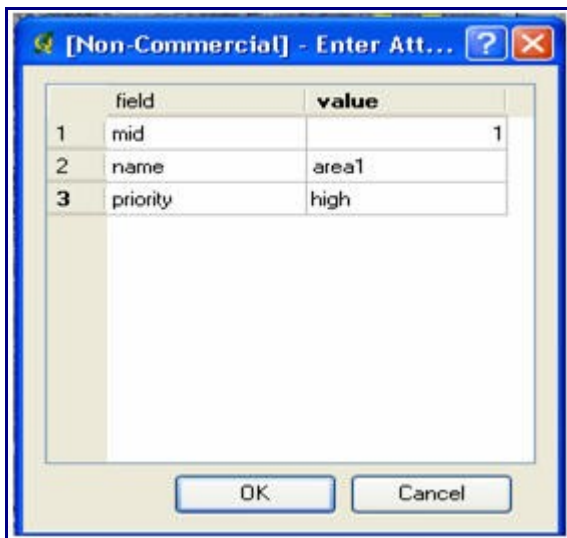 [Non-Commercial] - Enter Att... ?
field value
1 mid 1
2 name area1
3 priority high
OK Cancel